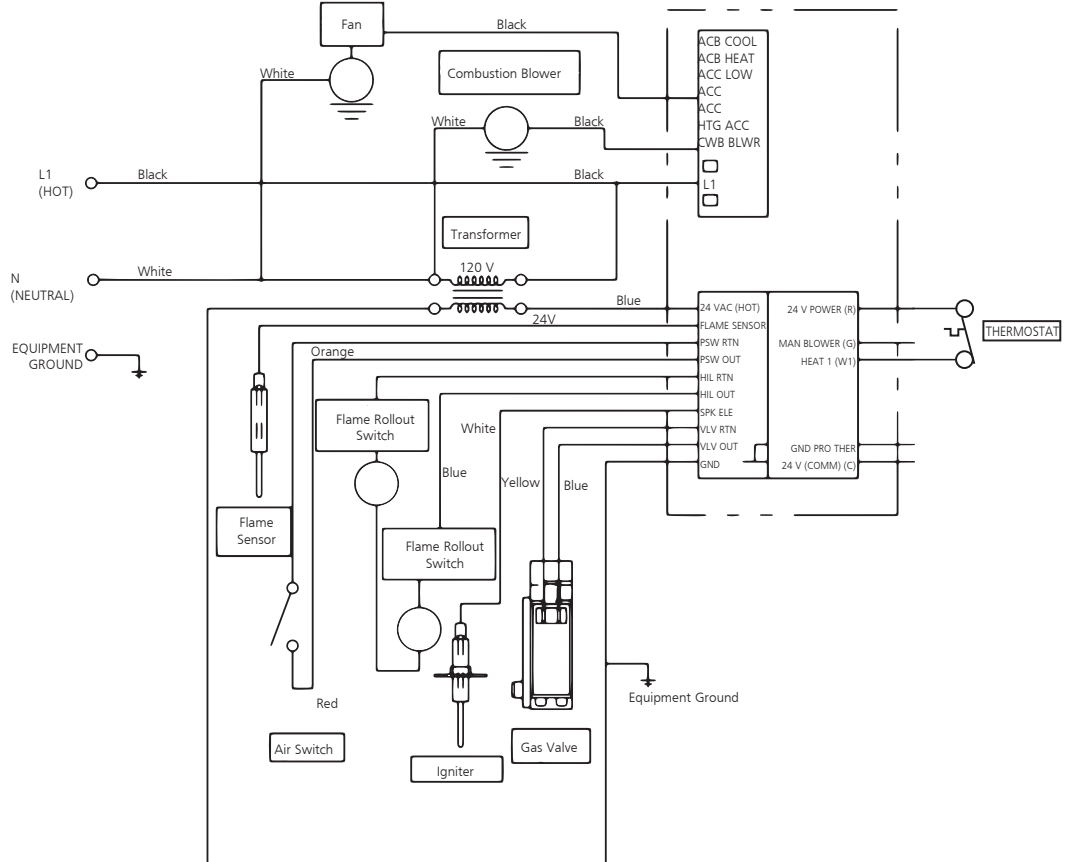 Fan
Black
White
Combustion Blower
White
Black
ACB COOL
ACB HEAT
ACC LOW
ACC
ACC
HTG ACC
CWB BLWR
L1
L1
(HOT)
Black
Black
Transformer
N
(NEUTRAL)
White
120 V
Blue
24V
24 VAC (HOT)
FLAME SENSOR
PSW RTN
PSW OUT
HIL RTN
HIL OUT
SPK ELE
VLV RTN
VLV OUT
GND
24 V POWER (R)
MAN BLOWER (G)
HEAT 1 (W1)
GND PRO THER
24 V (COMM) (C)
THERMOSTAT
EQUIPMENT
GROUND
Orange
Flame Rollout
Switch
White
Blue
Yellow
Blue
Flame
Sensor
Flame Rollout
Switch
Red
Air Switch
Igniter
Gas Valve
Equipment Ground